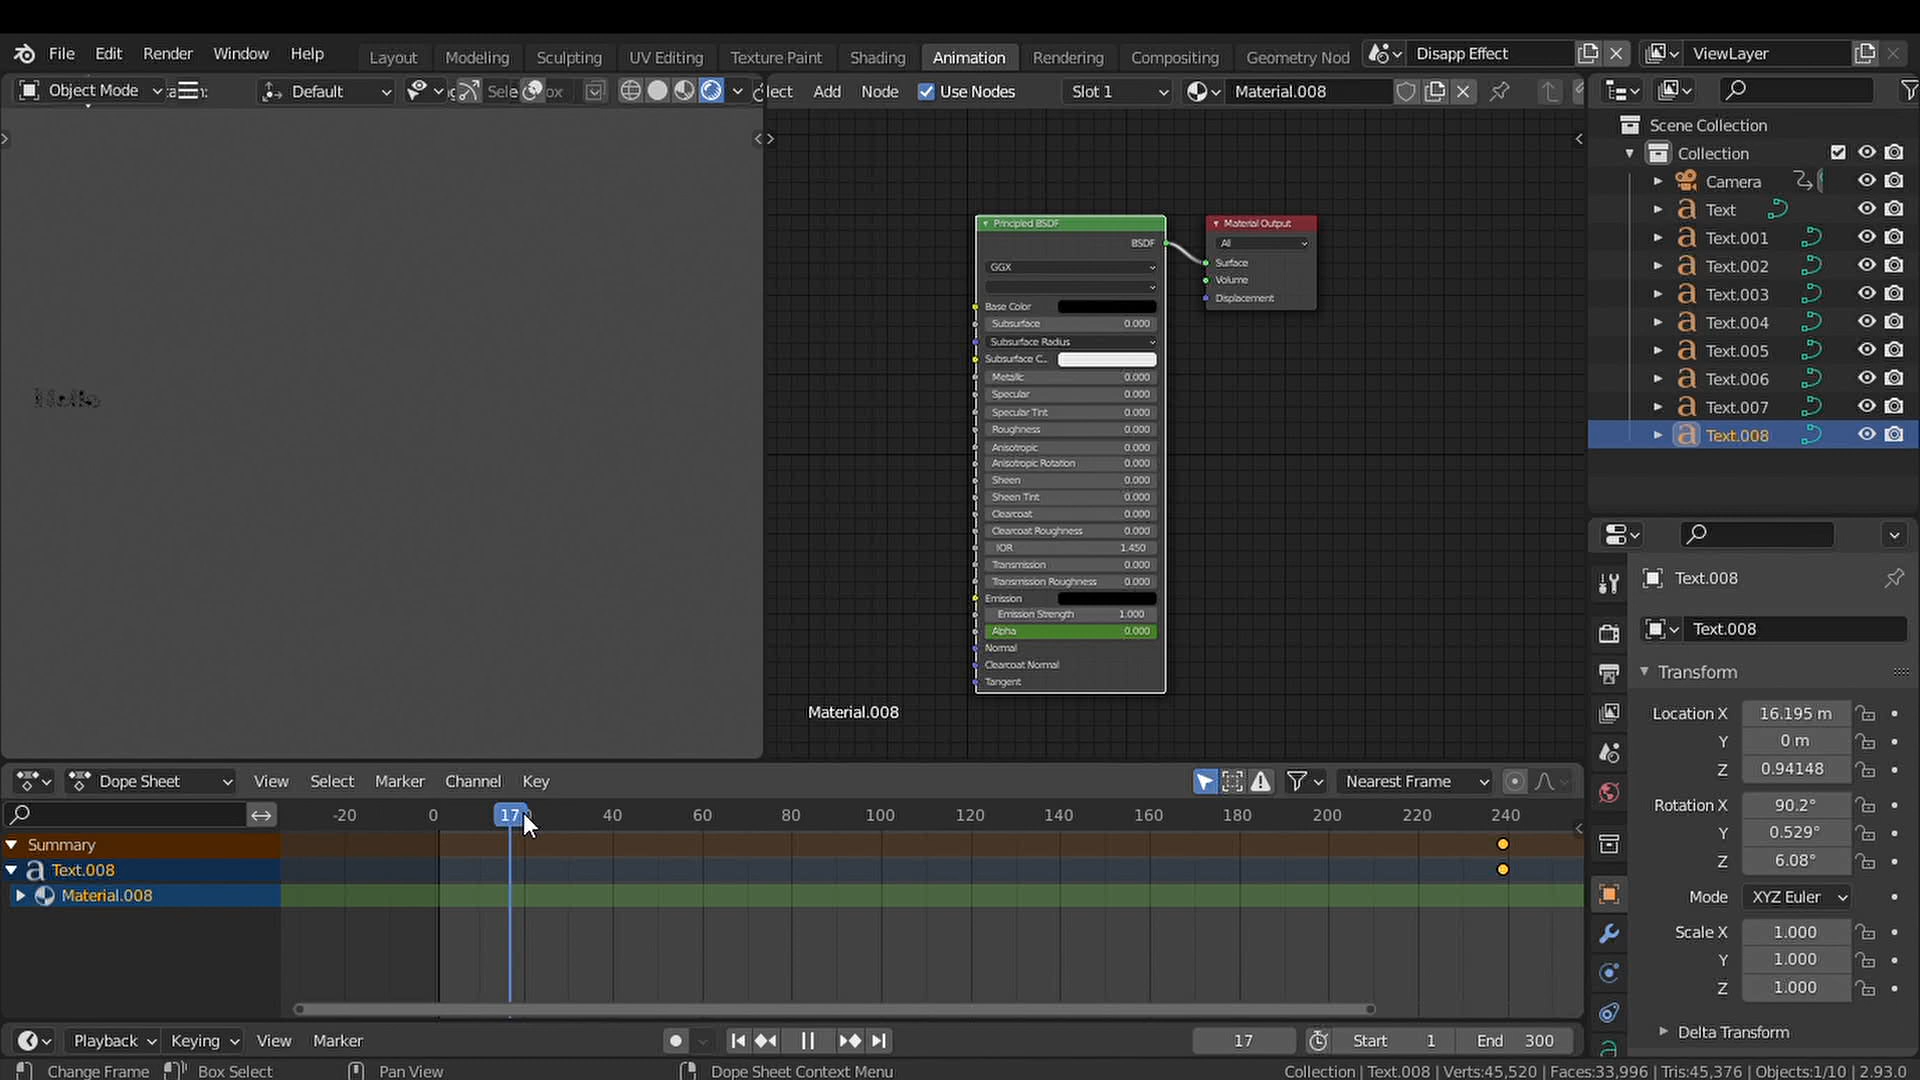 File Edit Render Window Help Layout Modeling Sculpting UV Editing Texture Paint Shading Animation Rendering Compositing Geometry Nod Disapp Effect ViewLayer
Object Mode Default Sele ox lect Add Node Use Nodes Slot 1 Material.008
Hello
Principled BSDF
BSDF
GGX
Base Color
Subsurface 0.000
Subsurface Radius
Subsurface C..
Metallic 0.000
Specular 0.000
Specular Tint 0.000
Roughness 0.000
Anisotropic 0.000
Anisotropic Rotation 0.000
Sheen 0.000
Sheen Tint 0.000
Clearcoat 0.000
Clearcoat Roughness 0.000
IOR 1.450
Transmission 0.000
Transmission Roughness 0.000
Emission
Emission Strength 1.000
Alpha 0.000
Normal
Clearcoat Normal
Tangent
Material Output
All
Surface
Volume
Displacement
Material.008
Scene Collection
Collection
Camera
Text
Text.001
Text.002
Text.003
Text.004
Text.005
Text.006
Text.007
Text.008
Text.008
Text.008
Transform
Location X 16.195 m
Y 0 m
Z 0.94148
Rotation X 90.2°
Y 0.529°
Z 6.08°
Mode XYZ Euler
Scale X 1.000
Y 1.000
Z 1.000
Delta Transform
Dope Sheet View Select Marker Channel Key Nearest Frame
-20 0 17 40 60 80 100 120 140 160 180 200 220 240
Summary
Text.008
Material.008
Playback Keying View Marker 17 Start 1 End 300
Change Frame Box Select Pan View Dope Sheet Context Menu Collection | Text.008 | Verts:45,520 | Faces:33,996 | Tris:45,376 | Objects:1/10 | 2.93.0